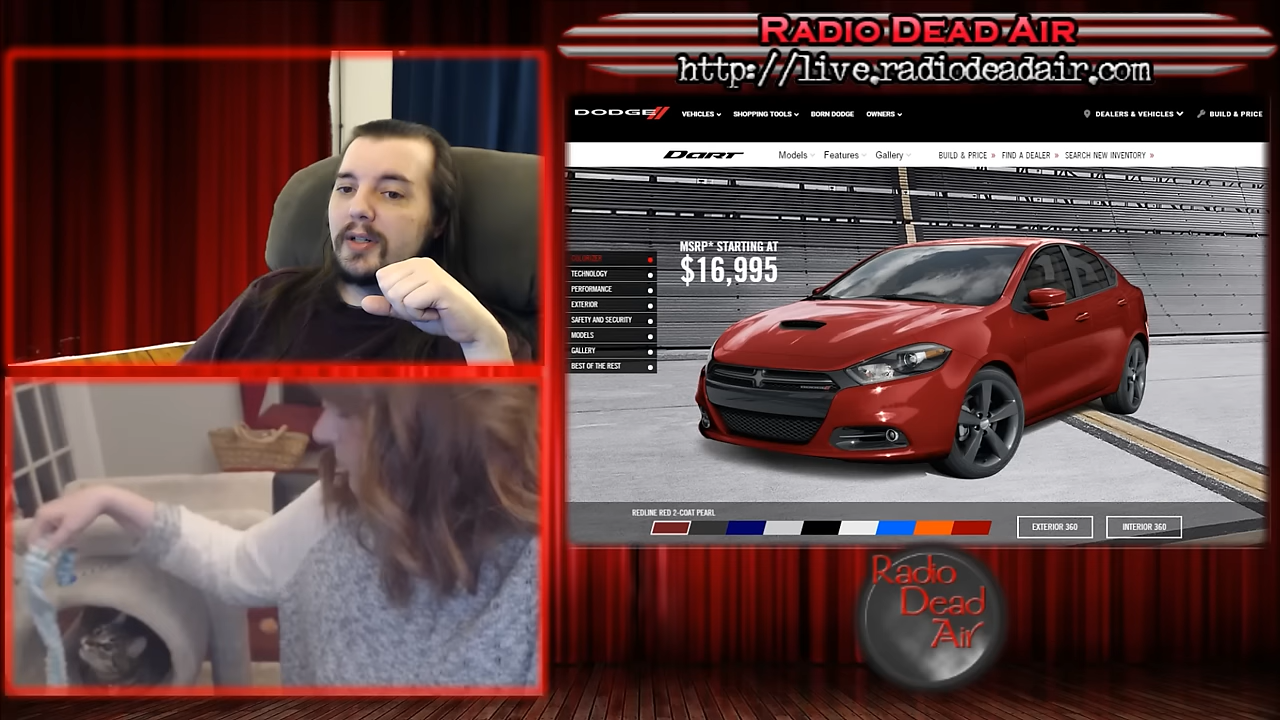 RADIO DEAD AIR
http://live.radiodeadair.com
DODGE VEHICLES SHOPPING TOOLS BORN DODGE OWNERS DEALERS & VEHICLES BUILD & PRICE
DART Models Features Gallery BUILD & PRICE » FIND A DEALER » SEARCH NEW INVENTORY »
MSRP* STARTING AT
$16,995
COLORIZER
TECHNOLOGY
PERFORMANCE
EXTERIOR
SAFETY AND SECURITY
MODELS
GALLERY
BEST OF THE REST
REDLINE RED 2-COAT PEARL
EXTERIOR 360 INTERIOR 360
Radio
Dead
Air